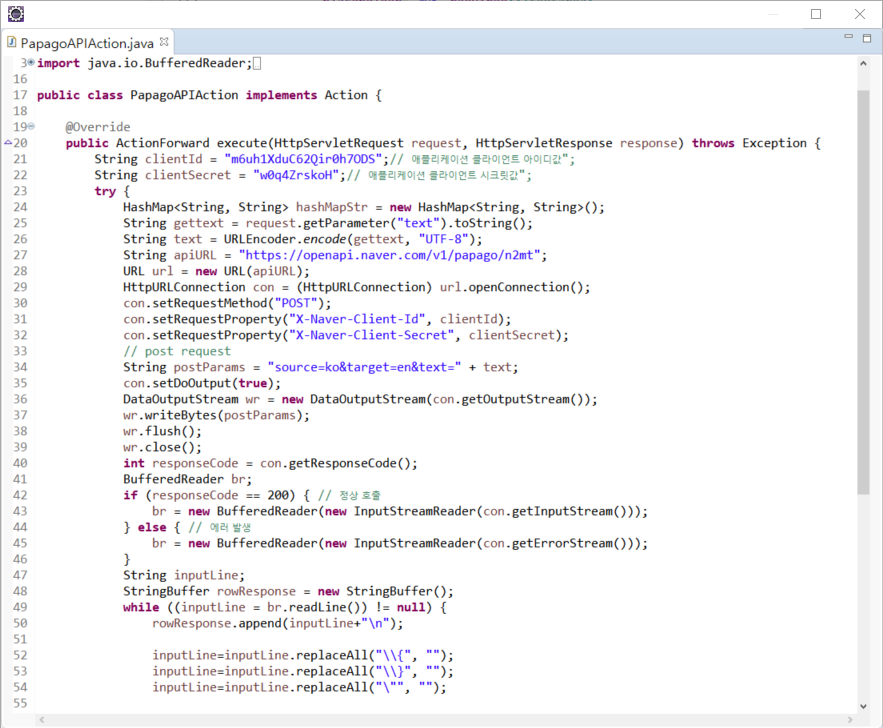 PapagoAPIAction.java
3 import java.io.BufferedReader;
16
17 public class PapagoAPIAction implements Action {
18
19 @Override
20 public ActionForward execute(HttpServletRequest request, HttpServletResponse response) throws Exception {
21 String clientId = "m6uh1XduC62Qir0h7ODS";// 애플리케이션 클라이언트 아이디값";
22 String clientSecret = "w0q4ZrskoH";// 애플리케이션 클라이언트 시크릿값";
23 try {
24 HashMap<String, String> hashMapStr = new HashMap<String, String>();
25 String gettext = request.getParameter("text").toString();
26 String text = URLEncoder.encode(gettext, "UTF-8");
27 String apiURL = "https://openapi.naver.com/v1/papago/n2mt";
28 URL url = new URL(apiURL);
29 HttpURLConnection con = (HttpURLConnection) url.openConnection();
30 con.setRequestMethod("POST");
31 con.setRequestProperty("X-Naver-Client-Id", clientId);
32 con.setRequestProperty("X-Naver-Client-Secret", clientSecret);
33 // post request
34 String postParams = "source=ko&target=en&text=" + text;
35 con.setDoOutput(true);
36 DataOutputStream wr = new DataOutputStream(con.getOutputStream());
37 wr.writeBytes(postParams);
38 wr.flush();
39 wr.close();
40 int responseCode = con.getResponseCode();
41 BufferedReader br;
42 if (responseCode == 200) { // 정상 호출
43 br = new BufferedReader(new InputStreamReader(con.getInputStream()));
44 } else { // 에러 발생
45 br = new BufferedReader(new InputStreamReader(con.getErrorStream()));
46 }
47 String inputLine;
48 StringBuffer rowResponse = new StringBuffer();
49 while ((inputLine = br.readLine()) != null) {
50 rowResponse.append(inputLine+"\n");
51
52 inputLine=inputLine.replaceAll("\\{", "");
53 inputLine=inputLine.replaceAll("\\}", "");
54 inputLine=inputLine.replaceAll("\"", "");
55